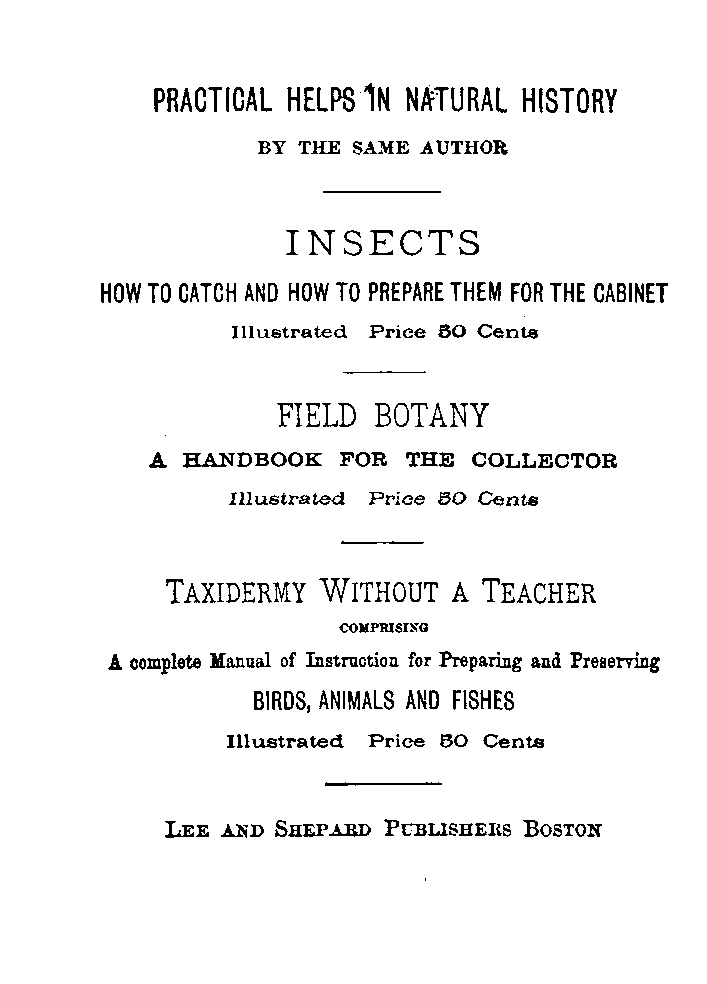 PRACTICAL HELPS IN NATURAL HISTORY
BY THE SAME AUTHOR
INSECTS
HOW TO CATCH AND HOW TO PREPARE THEM FOR THE CABINET
Illustrated Price 50 Cents
FIELD BOTANY
A HANDBOOK FOR THE COLLECTOR
Illustrated Price 50 Cents
TAXIDERMY WITHOUT A TEACHER
COMPRISING
A complete Manual of Instruction for Preparing and Preserving
BIRDS, ANIMALS AND FISHES
Illustrated Price 50 Cents
LEE AND SHEPARD PUBLISHERS BOSTON